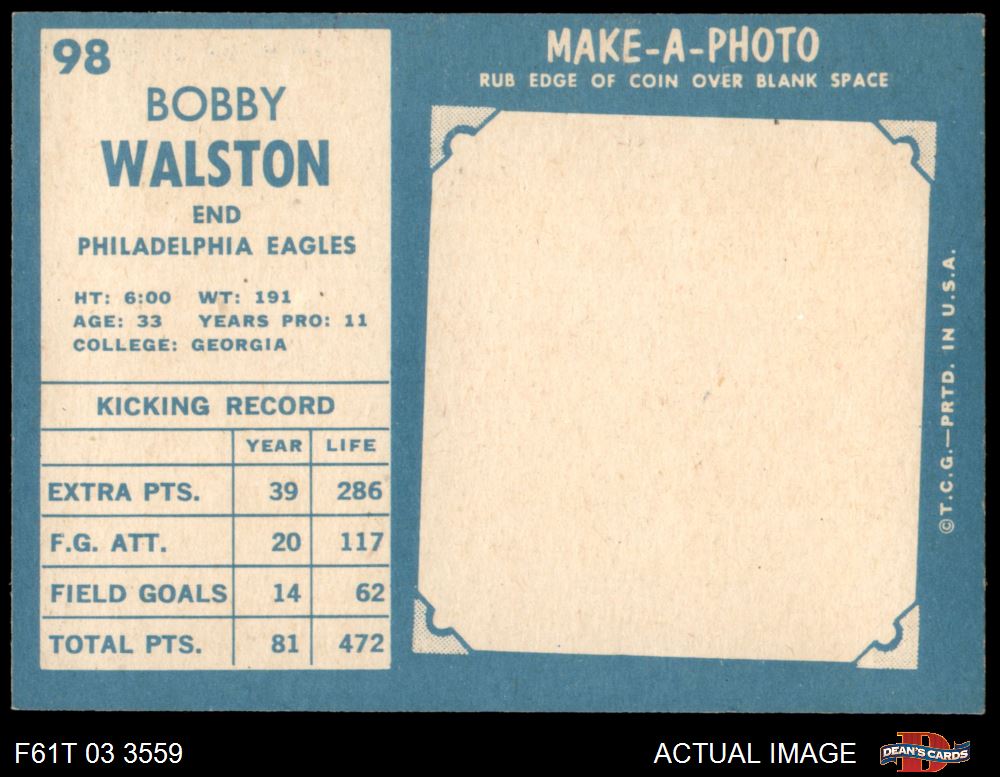 98
BOBBY
WALSTON
END
PHILADELPHIA EAGLES
HT: 6:00 WT: 191
AGE: 33 YEARS PRO: 11
COLLEGE: GEORGIA
KICKING RECORD
YEAR LIFE
EXTRA PTS. 39 286
F.G. ATT. 20 117
FIELD GOALS 14 62
TOTAL PTS. 81 472
MAKE-A-PHOTO
RUB EDGE OF COIN OVER BLANK SPACE
©T.C.G.—PRTD. IN U.S.A.
F61T 03 3559
ACTUAL IMAGE
D
DEAN'S CARDS